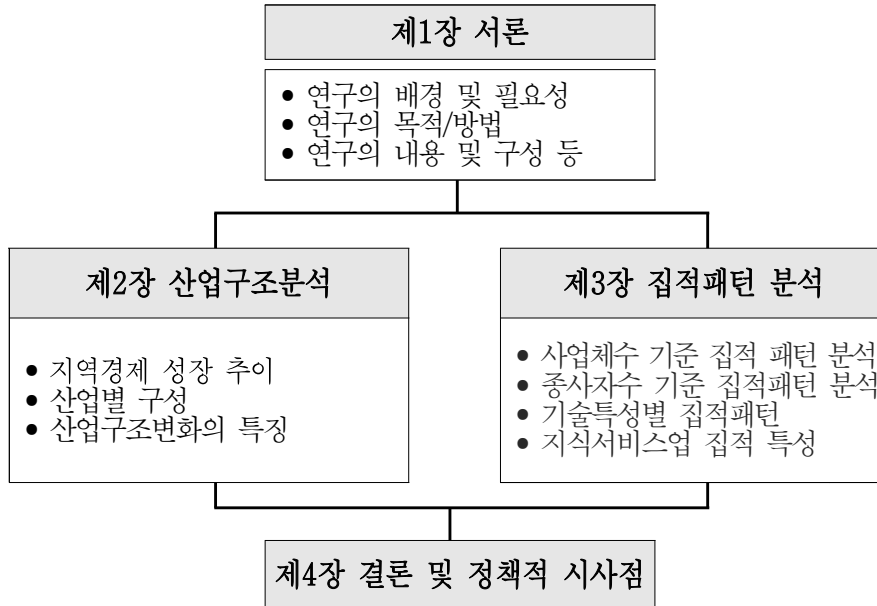 제1장 서론
• 연구의 배경 및 필요성
• 연구의 목적/방법
• 연구의 내용 및 구성 등
제2장 산업구조분석
• 지역경제 성장 추이
• 산업별 구성
• 산업구조변화의 특징
제3장 집적패턴 분석
• 사업체수 기준 집적 패턴 분석
• 종사자수 기준 집적패턴 분석
• 기술특성별 집적패턴
• 지식서비스업 집적 특성
제4장 결론 및 정책적 시사점